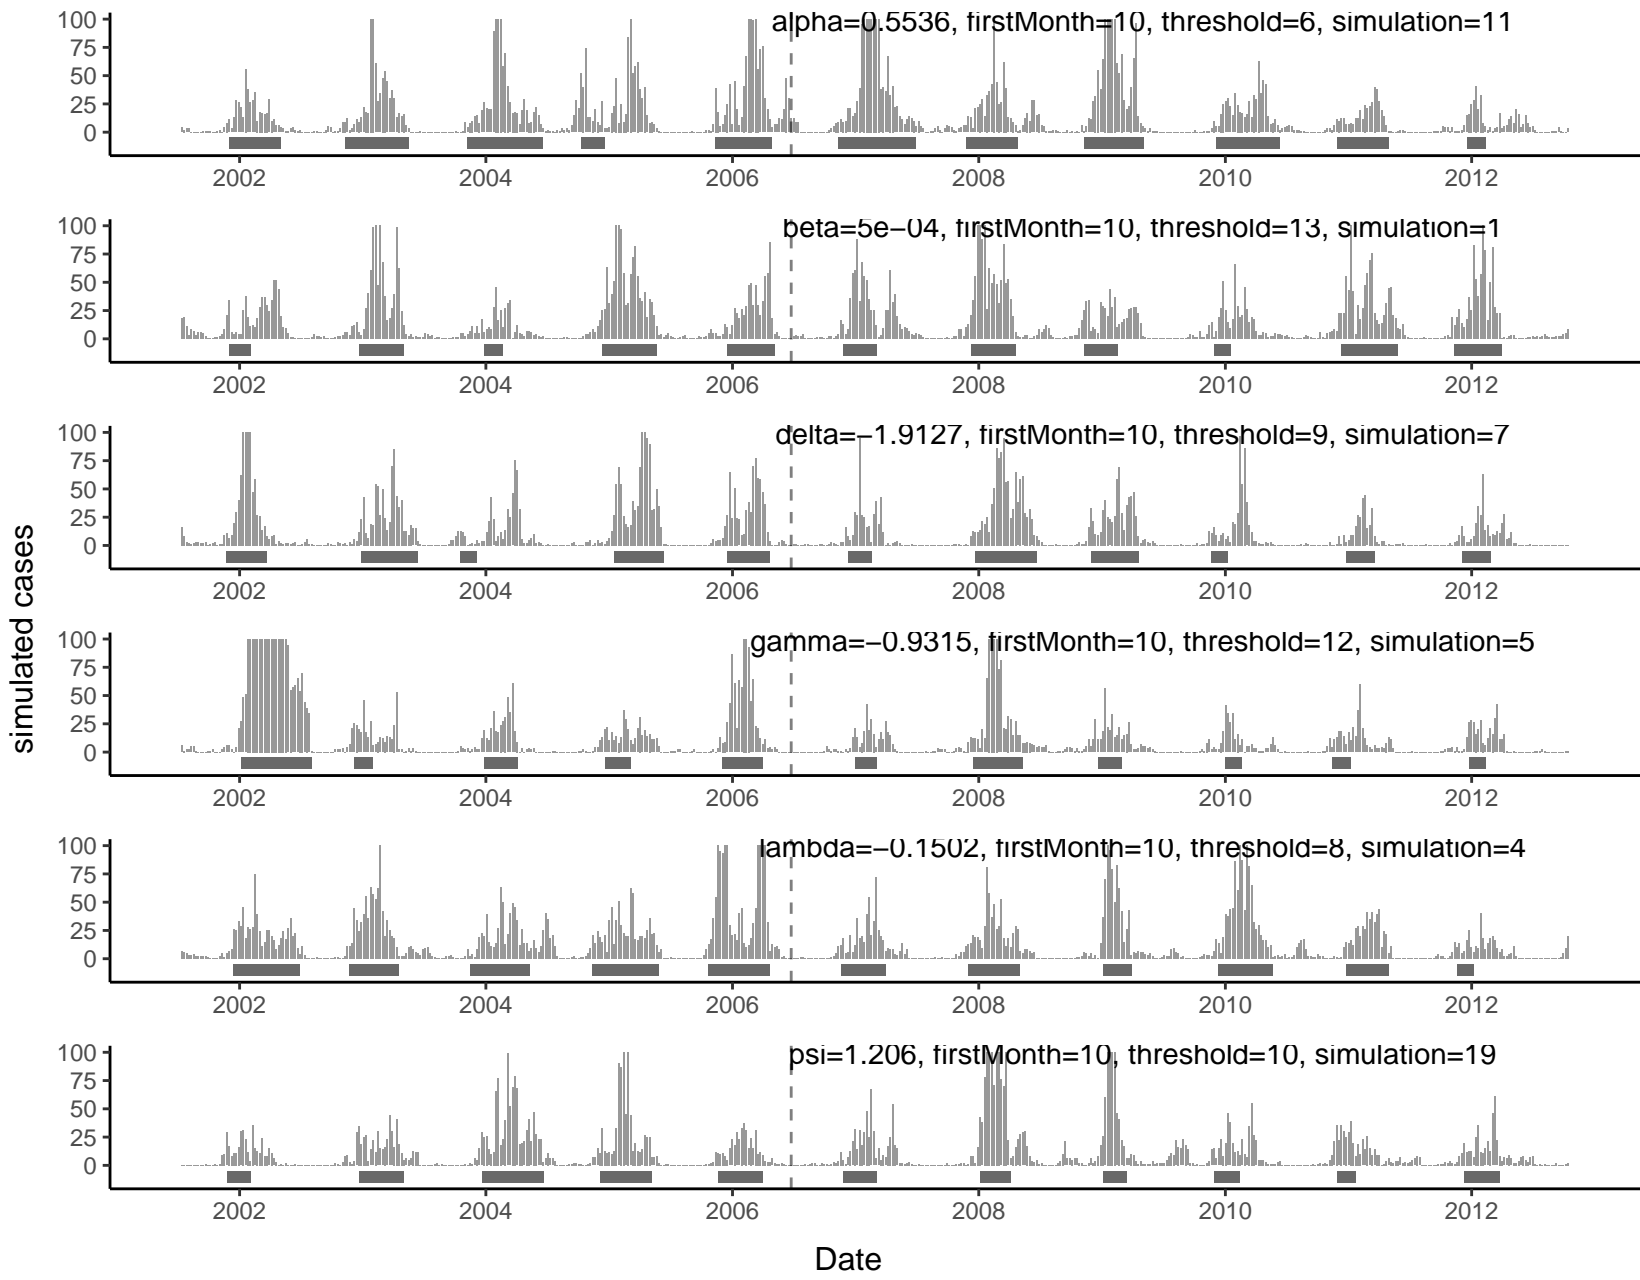 alpha=0.5536, firstMonth=10, threshold=6, simulation=11
100
75
50
25
0
2002 2004 2006 2008 2010 2012
beta=5e−04, firstMonth=10, threshold=13, simulation=1
100
75
50
25
0
2002 2004 2006 2008 2010 2012
delta=−1.9127, firstMonth=10, threshold=9, simulation=7
100
75
50
25
0
2002 2004 2006 2008 2010 2012
simulated cases
gamma=−0.9315, firstMonth=10, threshold=12, simulation=5
100
75
50
25
0
2002 2004 2006 2008 2010 2012
lambda=−0.1502, firstMonth=10, threshold=8, simulation=4
100
75
50
25
0
2002 2004 2006 2008 2010 2012
psi=1.206, firstMonth=10, threshold=10, simulation=19
100
75
50
25
0
2002 2004 2006 2008 2010 2012
Date